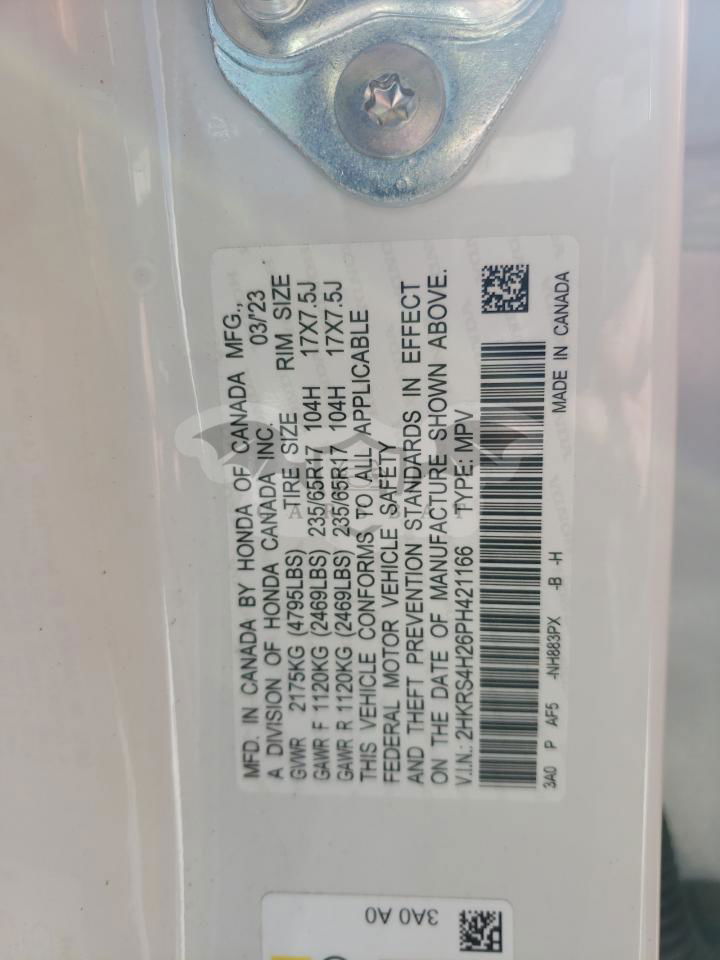 MFD. IN CANADA BY HONDA OF CANADA MFG.,
A DIVISION OF HONDA CANADA INC. 03/'23
GVWR 2175KG (4795LBS) TIRE SIZE RIM SIZE
GAWR F 1120KG (2469LBS) 235/65R17 104H 17X7.5J
GAWR R 1120KG (2469LBS) 235/65R17 104H 17X7.5J
THIS VEHICLE CONFORMS TO ALL APPLICABLE
FEDERAL MOTOR VEHICLE SAFETY
AND THEFT PREVENTION STANDARDS IN EFFECT
ON THE DATE OF MANUFACTURE SHOWN ABOVE.
V.I.N.: 2HKRS4H26PH421166 TYPE: MPV
3A0 P AF5 -NH883PX -B -H MADE IN CANADA
3A0 A0